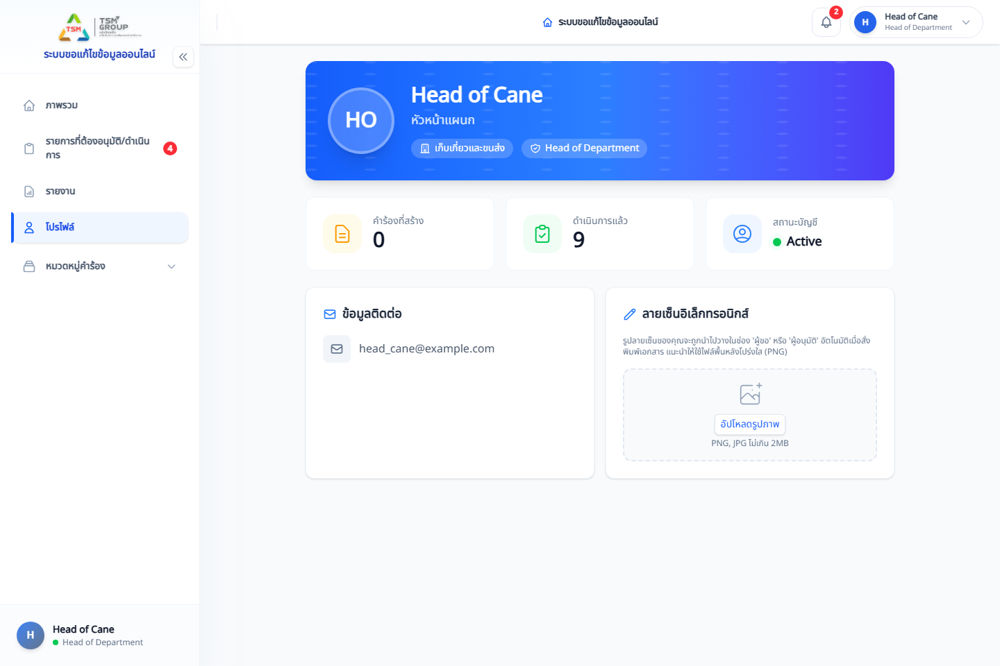 TSM
TSM
GROUP
ระบบขอแก้ไขข้อมูลออนไลน์
ภาพรวม
รายการที่ต้องอนุมัติ/ดำเนิน
การ
4
รายงาน
โปรไฟล์
หมวดหมู่คำร้อง
H
Head of Cane
Head of Department
ระบบขอแก้ไขข้อมูลออนไลน์
2
H
Head of Cane
Head of Department
HO
Head of Cane
หัวหน้าแผนก
เก็บเกี่ยวและขนส่ง
Head of Department
คำร้องที่สร้าง
0
ดำเนินการแล้ว
9
สถานะบัญชี
Active
ข้อมูลติดต่อ
head_cane@example.com
ลายเซ็นอิเล็กทรอนิกส์
รูปลายเซ็นของคุณจะถูกนำไปวางในช่อง 'ผู้ขอ' หรือ 'ผู้อนุมัติ' อัตโนมัติเมื่อสั่ง
พิมพ์เอกสาร แนะนำให้ใช้ไฟล์พื้นหลังโปร่งใส (PNG)
อัปโหลดรูปภาพ
PNG, JPG ไม่เกิน 2MB